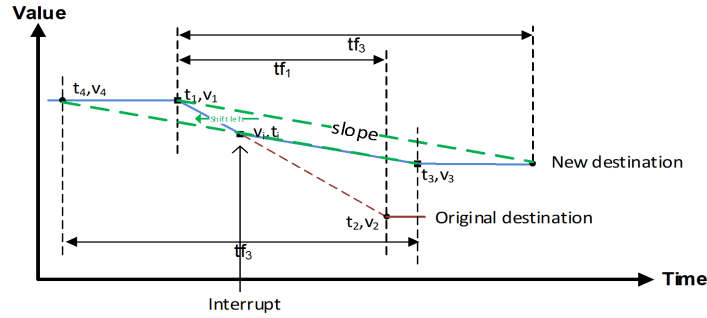 Value
tf3
tf1
t4,v4
t1,v1
Shift left
vi,ti
slope
New destination
t3,v3
t2,v2
Original destination
tf3
Time
Interrupt